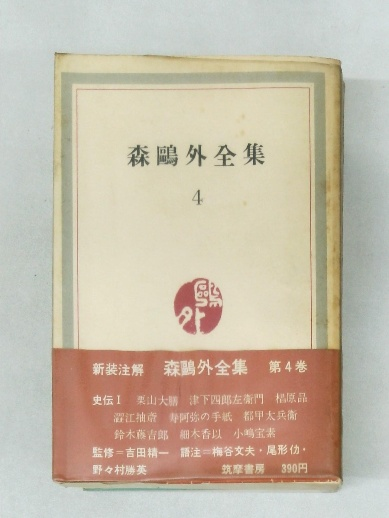 森鷗外全集
4
鷗外
新装注解 森鷗外全集 第4巻
史伝1 栗山大膳 津下四郎左衛門 椙原品
澀江抽斎 寿阿弥の手紙 都甲太兵衛
鈴木藤吉郎 細木香以 小嶋宝素
監修=吉田精一 語注=梅谷文夫・尾形仂・
野々村勝英 筑摩書房 390円